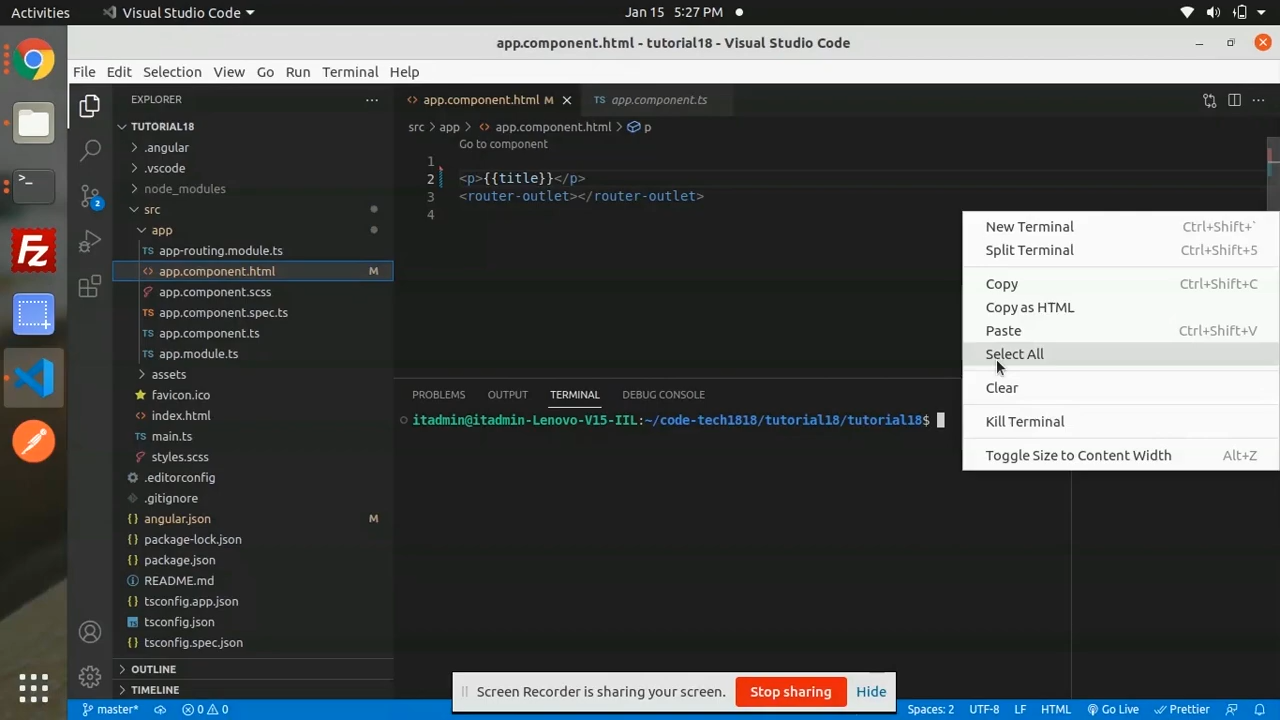 Activities
Visual Studio Code
Jan 15 5:27 PM
app.component.html - tutorial18 - Visual Studio Code
File Edit Selection View Go Run Terminal Help
EXPLORER
TUTORIAL18
.angular
.vscode
node_modules
src
app
TS app-routing.module.ts
<> app.component.html M
app.component.scss
TS app.component.spec.ts
TS app.component.ts
TS app.module.ts
assets
favicon.ico
<> index.html
TS main.ts
styles.scss
.editorconfig
.gitignore
{} angular.json M
{} package-lock.json
{} package.json
README.md
{} tsconfig.app.json
tsconfig.json
{} tsconfig.spec.json
OUTLINE
TIMELINE
2
Fz
<> app.component.html M
TS app.component.ts
src > app > <> app.component.html > p
Go to component
1
2 <p>{{title}}</p>
3 <router-outlet></router-outlet>
4
PROBLEMS OUTPUT TERMINAL DEBUG CONSOLE
itadmin@itadmin-Lenovo-V15-IIL:~/code-tech1818/tutorial18/tutorial18$
New Terminal Ctrl+Shift+`
Split Terminal Ctrl+Shift+5
Copy Ctrl+Shift+C
Copy as HTML
Paste Ctrl+Shift+V
Select All
Clear
Kill Terminal
Toggle Size to Content Width Alt+Z
Screen Recorder is sharing your screen. Stop sharing Hide
master* 0 0 Spaces: 2 UTF-8 LF HTML Go Live Prettier